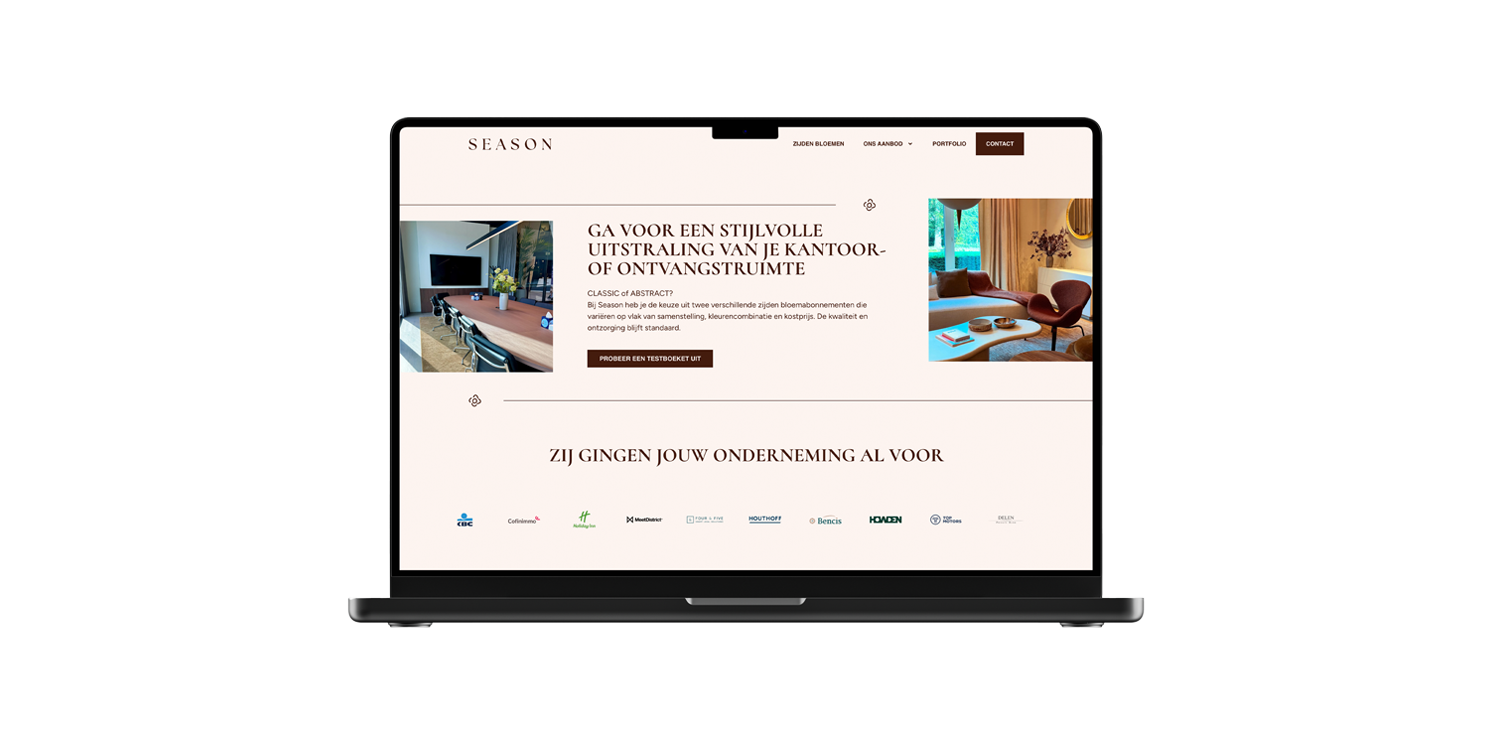 SEASON
ZIJDEN BLOEMEN ONS AANBOD PORTFOLIO CONTACT
GA VOOR EEN STIJLVOLLE
UITSTRALING VAN JE KANTOOR-
OF ONTVANGSTRUIMTE
CLASSIC of ABSTRACT?
Bij Season heb je de keuze uit twee verschillende zijden bloemabonnementen die
variëren op vlak van samenstelling, kleurencombinatie en kostprijs. De kwaliteit en
ontzorging blijft standaard.
PROBEER EEN TESTBOEKET UIT
ZIJ GINGEN JOUW ONDERNEMING AL VOOR
CBC Cofinimmo Holiday Inn MeetDistrict FOUR & FIVE HOUTHOFF Bencis HOWDEN TOP MOTORS DELEN